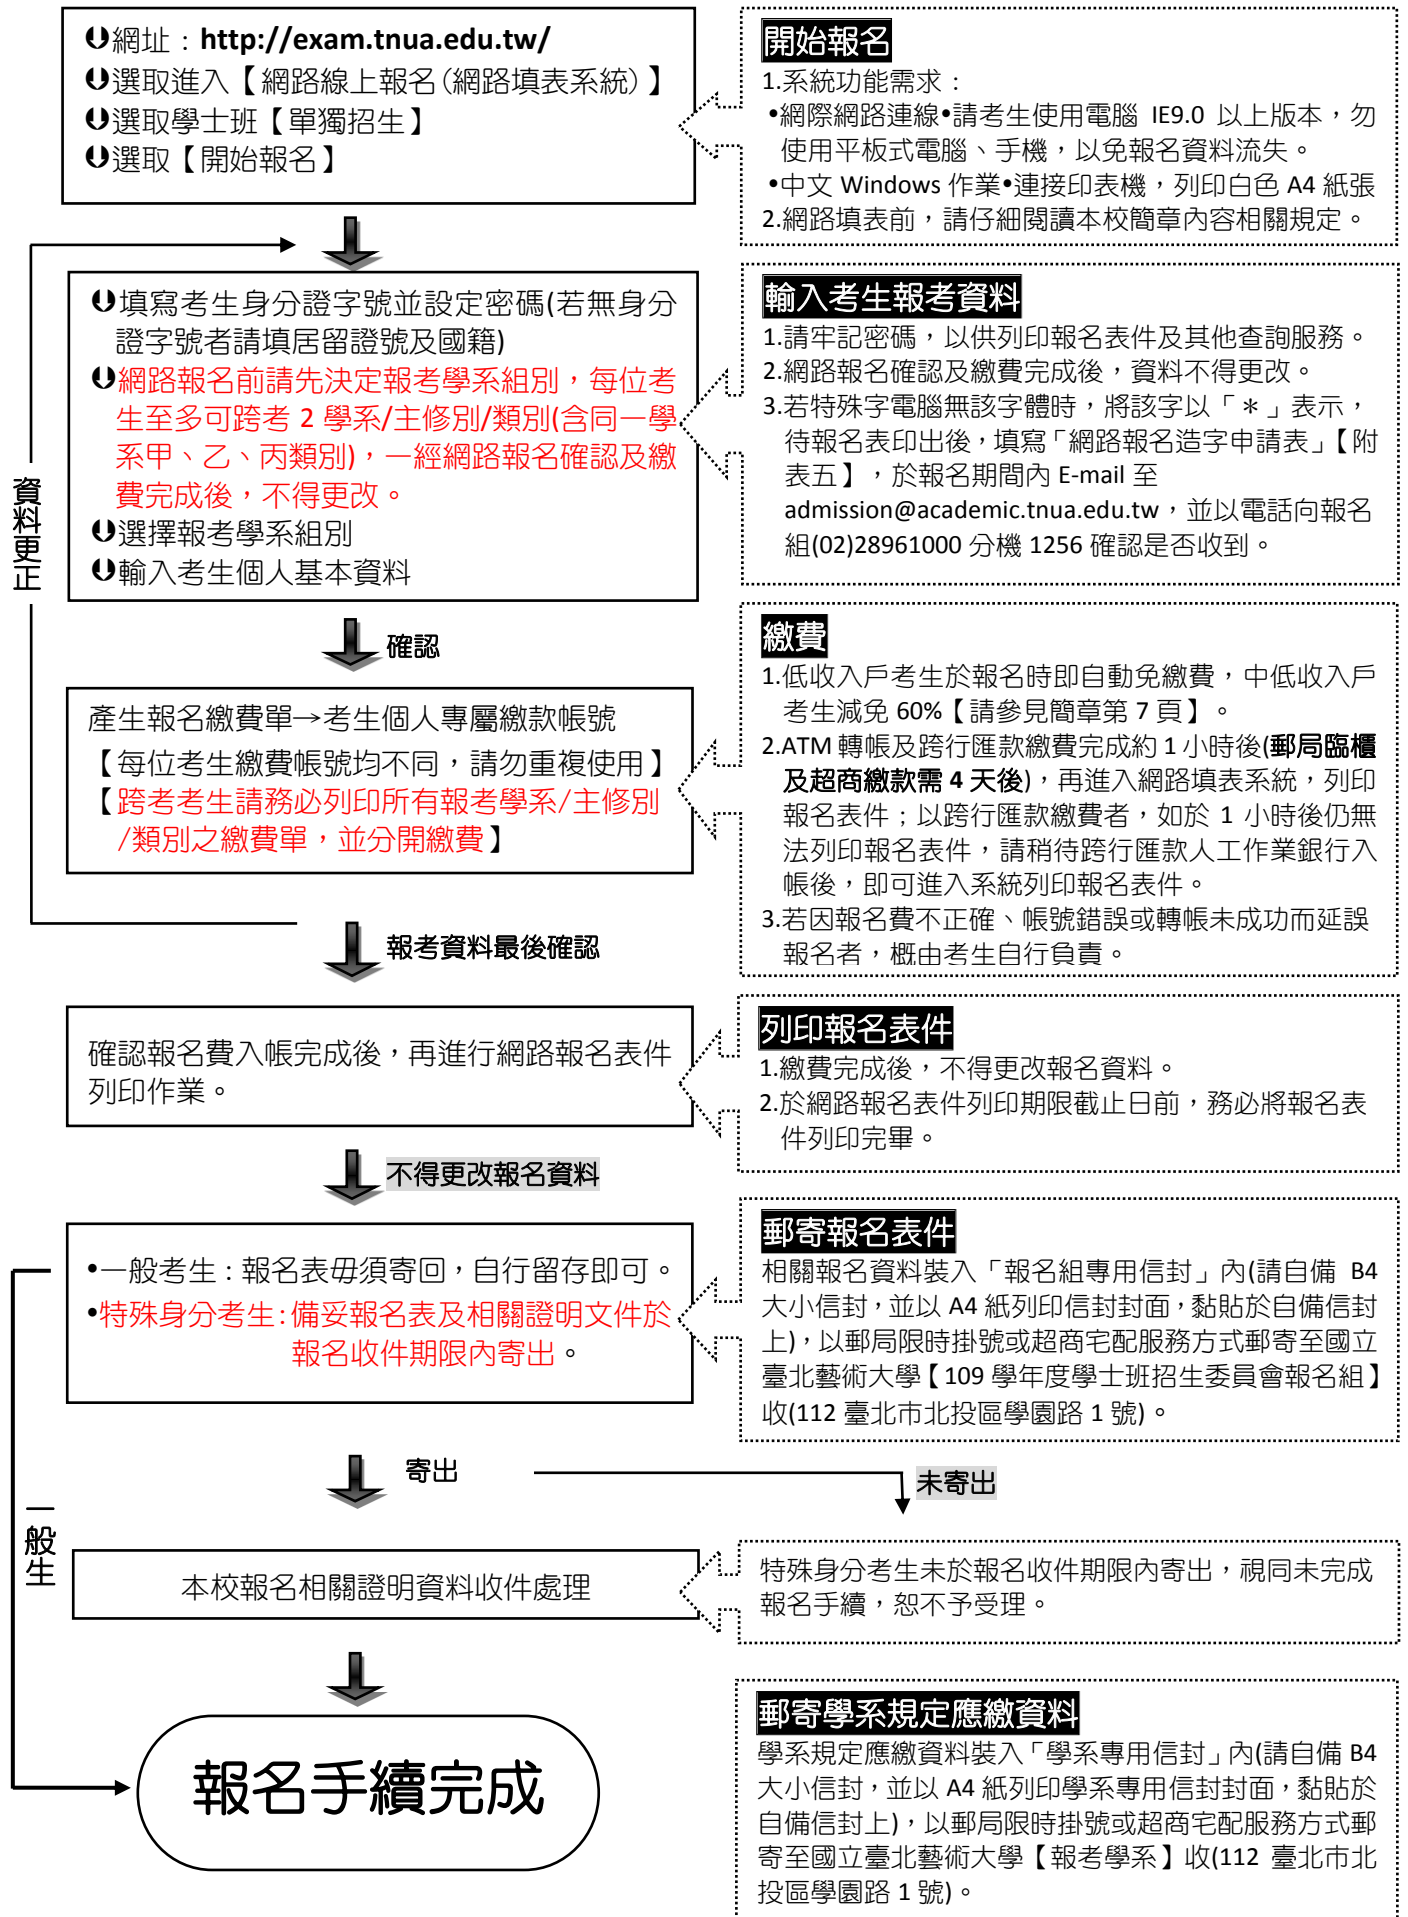 ⮋網址：http://exam.tnua.edu.tw/
⮋選取進入【網路線上報名(網路填表系統)】
⮋選取學士班【單獨招生】
⮋選取【開始報名】
開始報名
1.系統功能需求：
•網際網路連線•請考生使用電腦 IE9.0 以上版本，勿
使用平板式電腦、手機，以免報名資料流失。
•中文 Windows 作業•連接印表機，列印白色 A4 紙張
2.網路填表前，請仔細閱讀本校簡章內容相關規定。
⮋填寫考生身分證字號並設定密碼(若無身分
證字號者請填居留證號及國籍)
⮋網路報名前請先決定報考學系組別，每位考
生至多可跨考 2 學系/主修別/類別(含同一學
系甲、乙、丙類別)，一經網路報名確認及繳
費完成後，不得更改。
⮋選擇報考學系組別
⮋輸入考生個人基本資料
輸入考生報考資料
1.請牢記密碼，以供列印報名表件及其他查詢服務。
2.網路報名確認及繳費完成後，資料不得更改。
3.若特殊字電腦無該字體時，將該字以「＊」表示，
待報名表印出後，填寫「網路報名造字申請表」【附
表五】，於報名期間內 E-mail 至
admission@academic.tnua.edu.tw，並以電話向報名
組(02)28961000 分機 1256 確認是否收到。
資料更正
確認
產生報名繳費單→考生個人專屬繳款帳號
【每位考生繳費帳號均不同，請勿重複使用】
【跨考考生請務必列印所有報考學系/主修別
/類別之繳費單，並分開繳費】
繳費
1.低收入戶考生於報名時即自動免繳費，中低收入戶
考生減免 60%【請參見簡章第 7 頁】。
2.ATM 轉帳及跨行匯款繳費完成約 1 小時後(郵局臨櫃
及超商繳款需 4 天後)，再進入網路填表系統，列印
報名表件；以跨行匯款繳費者，如於 1 小時後仍無
法列印報名表件，請稍待跨行匯款人工作業銀行入
帳後，即可進入系統列印報名表件。
3.若因報名費不正確、帳號錯誤或轉帳未成功而延誤
報名者，概由考生自行負責。
報考資料最後確認
確認報名費入帳完成後，再進行網路報名表件
列印作業。
列印報名表件
1.繳費完成後，不得更改報名資料。
2.於網路報名表件列印期限截止日前，務必將報名表
件列印完畢。
不得更改報名資料
•一般考生：報名表毋須寄回，自行留存即可。
•特殊身分考生：備妥報名表及相關證明文件於
報名收件期限內寄出。
郵寄報名表件
相關報名資料裝入「報名組專用信封」內(請自備 B4
大小信封，並以 A4 紙列印信封封面，黏貼於自備信封
上)，以郵局限時掛號或超商宅配服務方式郵寄至國立
臺北藝術大學【109 學年度學士班招生委員會報名組】
收(112 臺北市北投區學園路 1 號)。
寄出
未寄出
一般生
本校報名相關證明資料收件處理
特殊身分考生未於報名收件期限內寄出，視同未完成
報名手續，恕不予受理。
報名手續完成
郵寄學系規定應繳資料
學系規定應繳資料裝入「學系專用信封」內(請自備 B4
大小信封，並以 A4 紙列印學系專用信封封面，黏貼於
自備信封上)，以郵局限時掛號或超商宅配服務方式郵
寄至國立臺北藝術大學【報考學系】收(112 臺北市北
投區學園路 1 號)。